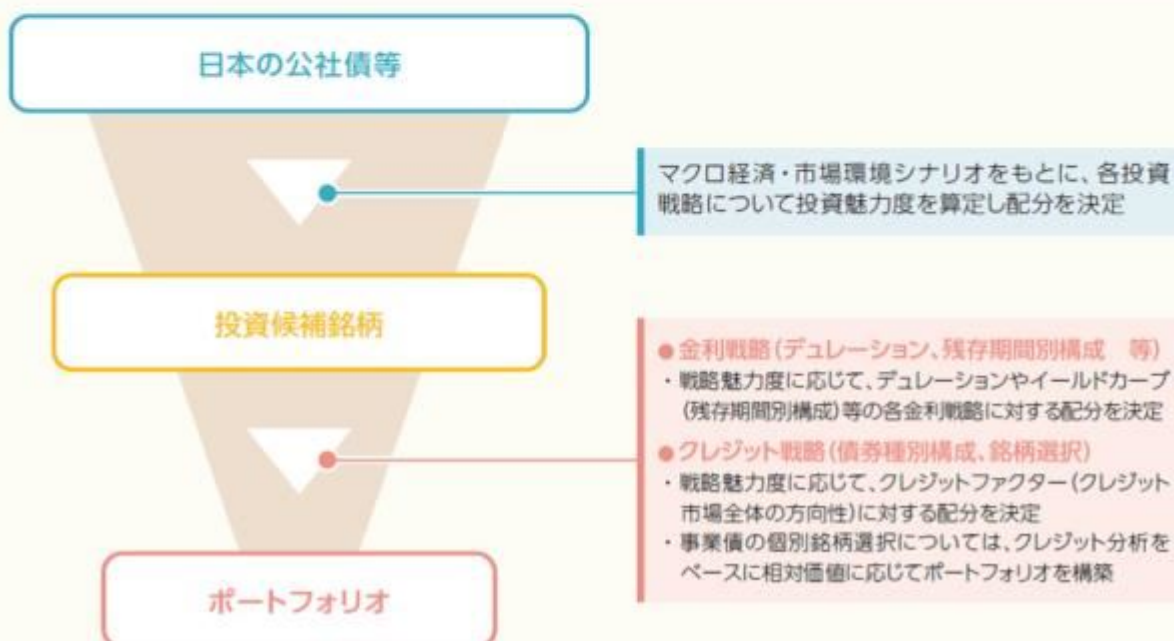 日本の公社債等
マクロ経済・市場環境シナリオをもとに、各投資
戦略について投資魅力度を算定し配分を決定
投資候補銘柄
●金利戦略(デュレーション、残存期間別構成　等)
・戦略魅力度に応じて、デュレーションやイールドカーブ
(残存期間別構成)等の各金利戦略に対する配分を決定
●クレジット戦略(債券種別構成、銘柄選択)
・戦略魅力度に応じて、クレジットファクター(クレジット
市場全体の方向性)に対する配分を決定
・事業債の個別銘柄選択については、クレジット分析を
ベースに相対価値に応じてポートフォリオを構築
ポートフォリオ